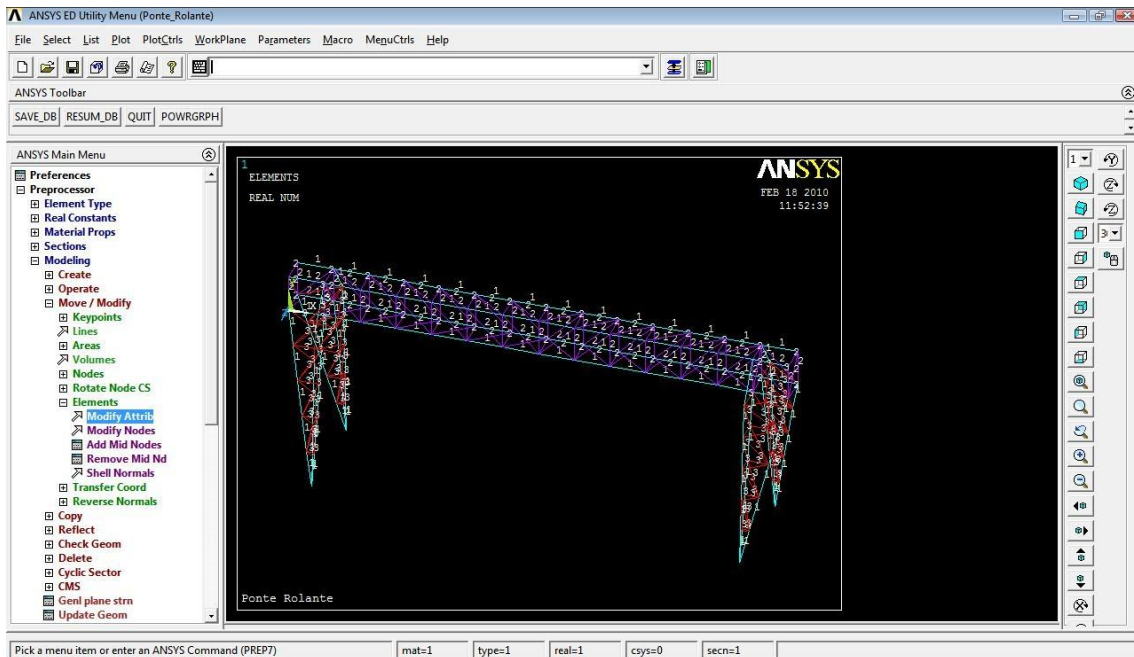 ANSYS ED Utility Menu (Ponte_Rolante)
File Select List Plot PlotCtrls WorkPlane Parameters Macro MenuCtrls Help
ANSYS Toolbar
SAVE_DB RESUM_DB QUIT POWRGRPH
ANSYS Main Menu
Preferences
Preprocessor
Element Type
Real Constants
Material Props
Sections
Modeling
Create
Operate
Move / Modify
Keypoints
Lines
Areas
Volumes
Nodes
Rotate Node CS
Elements
Modify Attrib
Modify Nodes
Add Mid Nodes
Remove Mid Nd
Shell Normals
Transfer Coord
Reverse Normals
Copy
Reflect
Check Geom
Delete
Cyclic Sector
CMS
Genl plane strn
Update Geom
1
ELEMENTS
REAL NUM
ANSYS
FEB 18 2010
11:52:39
Ponte Rolante
1
Pick a menu item or enter an ANSYS Command (PREP7) mat=1 type=1 real=1 csys=0 secn=1